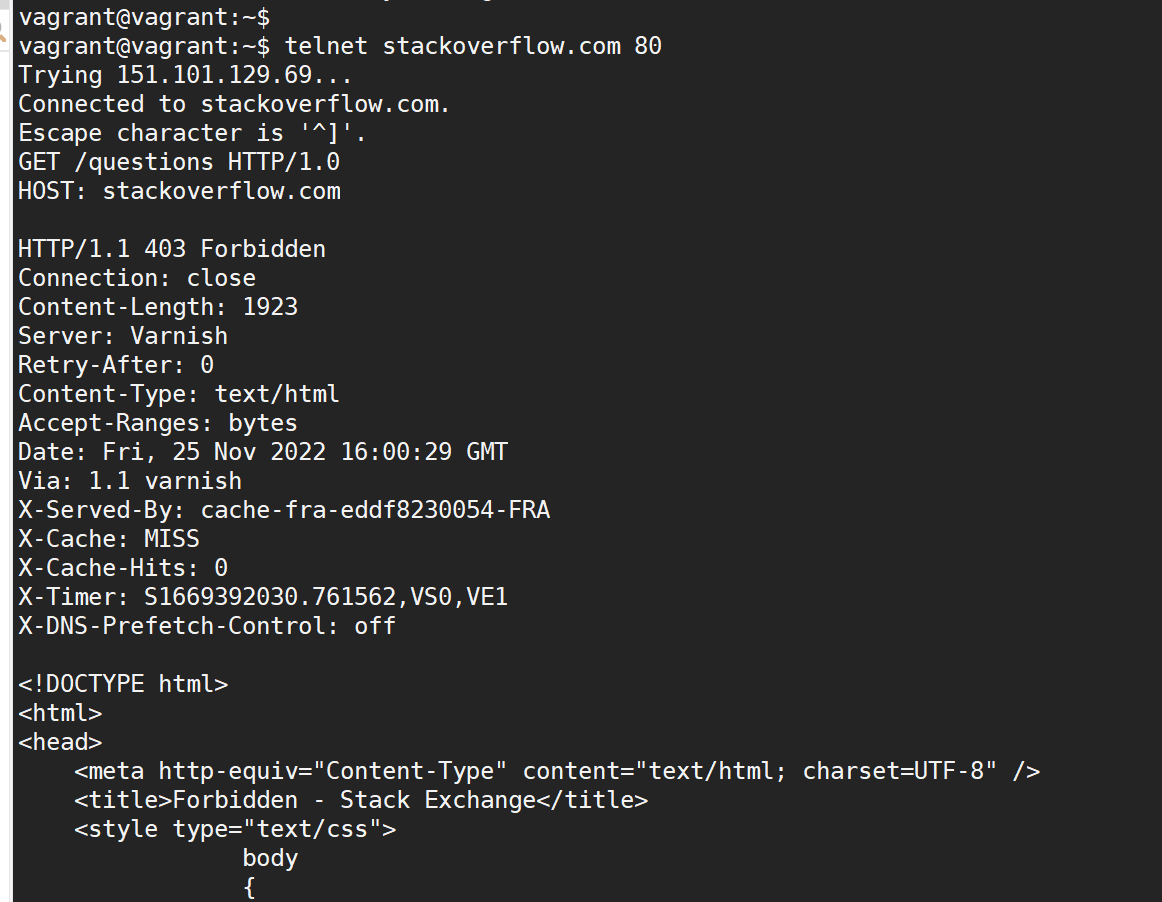 vagrant@vagrant:~$
vagrant@vagrant:~$ telnet stackoverflow.com 80
Trying 151.101.129.69...
Connected to stackoverflow.com.
Escape character is '^]'.
GET /questions HTTP/1.0
HOST: stackoverflow.com

HTTP/1.1 403 Forbidden
Connection: close
Content-Length: 1923
Server: Varnish
Retry-After: 0
Content-Type: text/html
Accept-Ranges: bytes
Date: Fri, 25 Nov 2022 16:00:29 GMT
Via: 1.1 varnish
X-Served-By: cache-fra-eddf8230054-FRA
X-Cache: MISS
X-Cache-Hits: 0
X-Timer: S1669392030.761562,VS0,VE1
X-DNS-Prefetch-Control: off

<!DOCTYPE html>
<html>
<head>
    <meta http-equiv="Content-Type" content="text/html; charset=UTF-8" />
    <title>Forbidden - Stack Exchange</title>
    <style type="text/css">
                body
                {